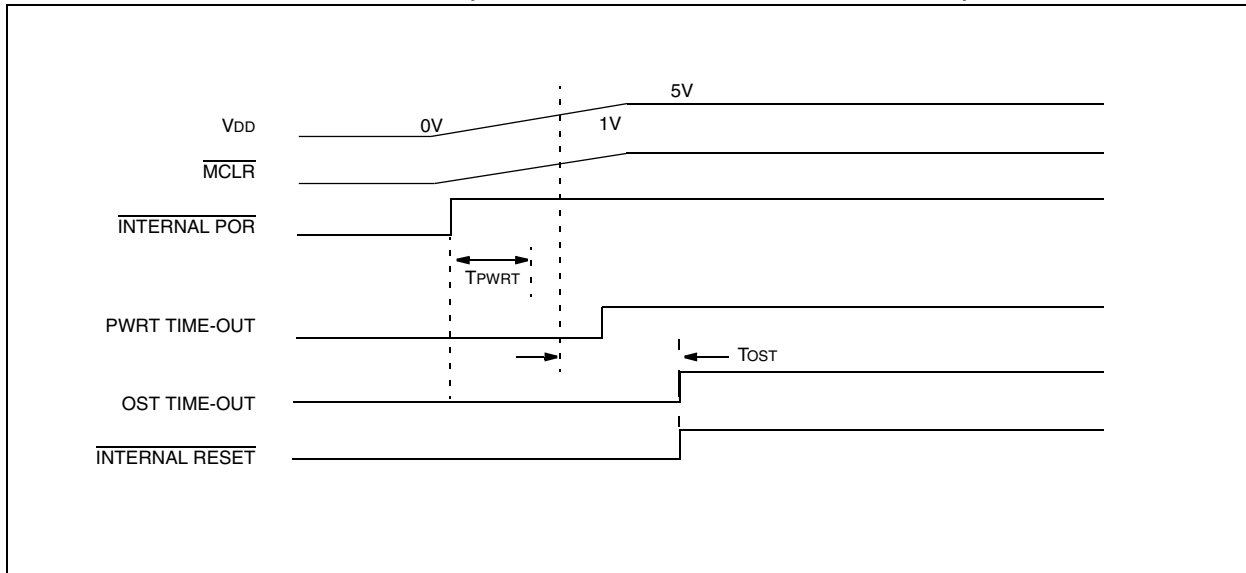 5V
VDD 0V 1V
MCLR
INTERNAL POR
TPWRT
PWRT TIME-OUT
TOST
OST TIME-OUT
INTERNAL RESET